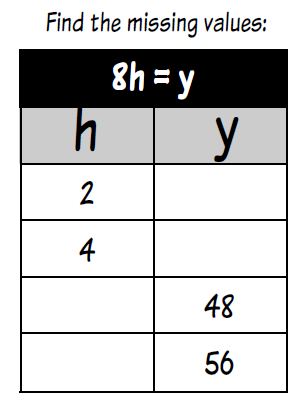 Find the missing values:
8h = y
h y
2
4
48
56